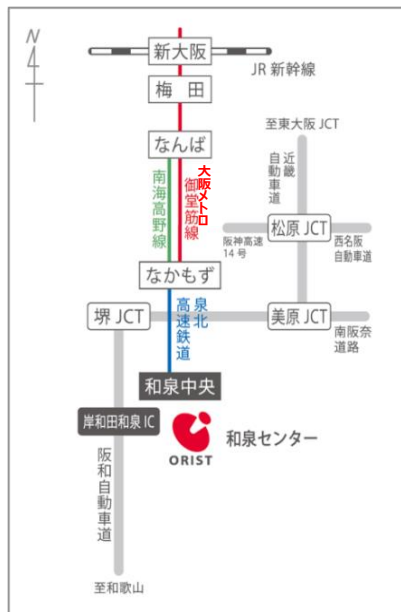 N
新大阪
JR 新幹線
梅　田
至東大阪 JCT
なんば
近畿
自動車道
南海高野線
大阪メトロ
御堂筋線
松原 JCT
阪神高速
14 号
西名阪
自動車道
なかもず
堺 JCT
泉北
高速鉄道
美原 JCT
南阪奈
道路
和泉中央
岸和田和泉 IC
ORIST
和泉センター
阪和自動車道
至和歌山